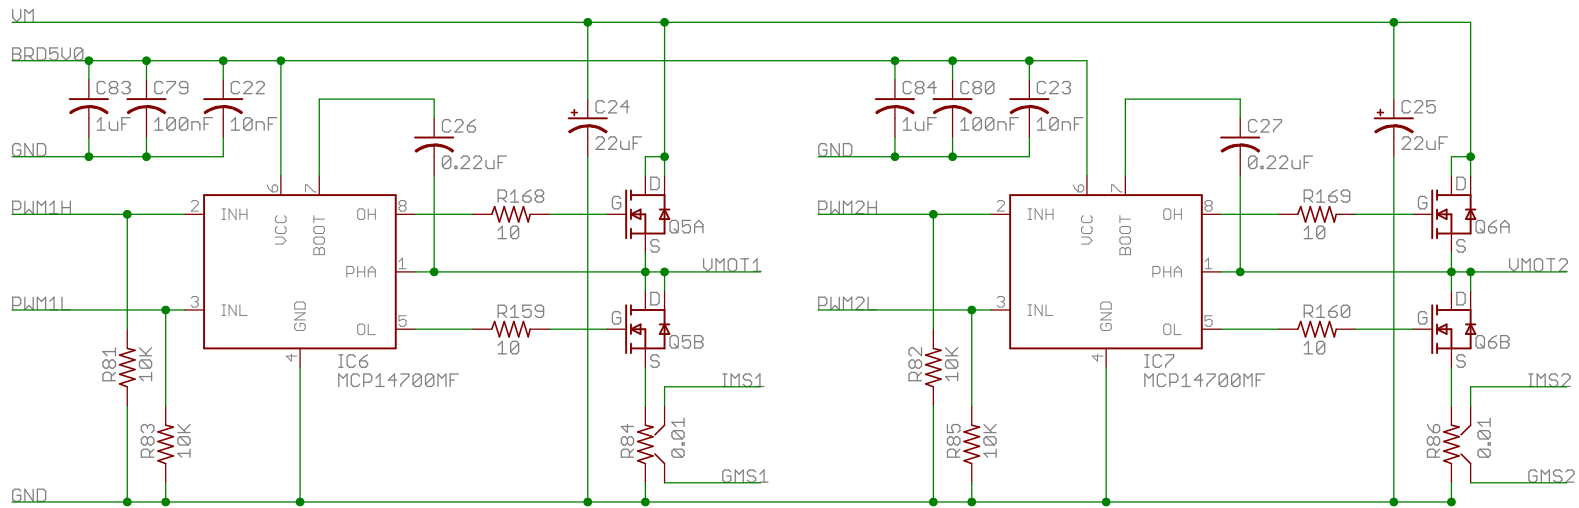 VM
BRD5V0
C83
1uF
C79
100nF
C22
10nF
GND
C26
0.22uF
C24
22uF
C84
1uF
C80
100nF
C23
10nF
GND
C27
0.22uF
C25
22uF
PWM1H
2
INH
6
VCC
7
BOOT
OH
8
R168
10
G
D
S
Q5A
PHA
1
VMOT1
PWM1L
3
INL
GND
4
OL
5
R159
10
G
D
S
Q5B
IC6
MCP14700MF
R81
10K
R83
10K
IMS1
R84
0.01
GMS1
PWM2H
2
INH
6
VCC
7
BOOT
OH
8
R169
10
G
D
S
Q6A
PHA
1
VMOT2
PWM2L
3
INL
GND
4
OL
5
R160
10
G
D
S
Q6B
IC7
MCP14700MF
R82
10K
R85
10K
IMS2
R86
0.01
GMS2
GND